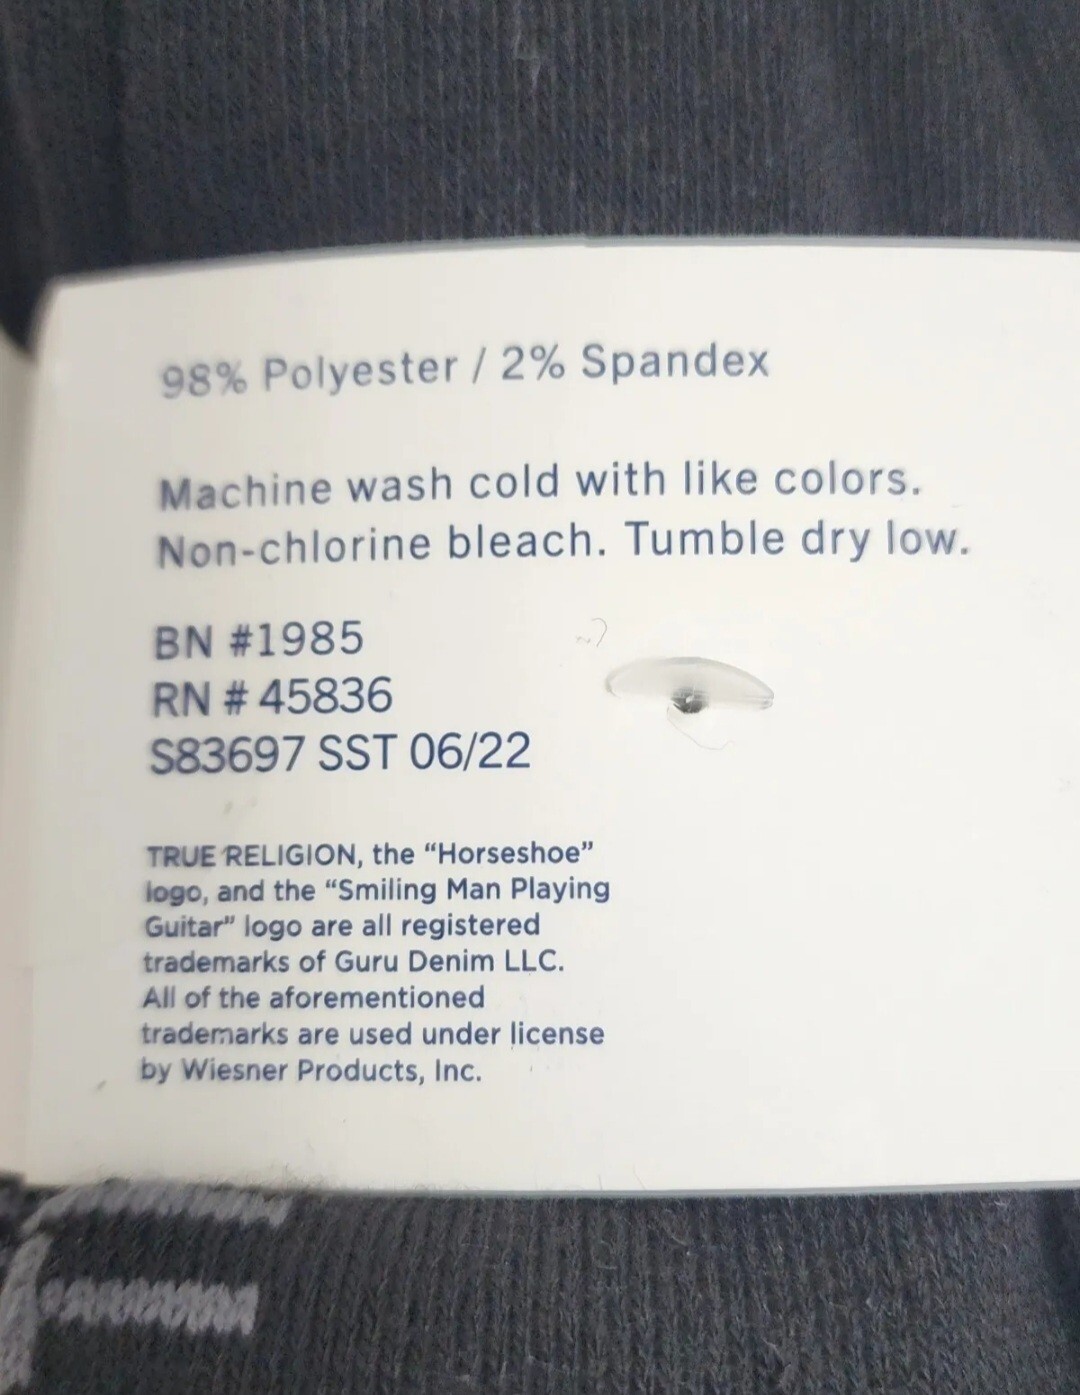 98% Polyester / 2% Spandex
Machine wash cold with like colors.
Non-chlorine bleach. Tumble dry low.
BN #1985
RN # 45836
S83697 SST 06/22
TRUE RELIGION, the “Horseshoe”
logo, and the “Smiling Man Playing
Guitar” logo are all registered
trademarks of Guru Denim LLC.
All of the aforementioned
trademarks are used under license
by Wiesner Products, Inc.